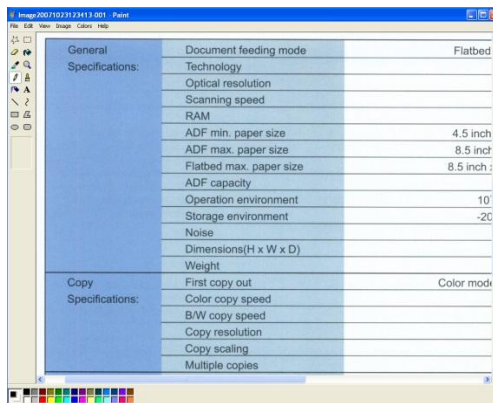 Image20071023123413-001 - Paint
File Edit View Image Colors Help
General Document feeding mode Flatbed
Specifications: Technology
Optical resolution
Scanning speed
RAM
ADF min. paper size 4.5 inch
ADF max. paper size 8.5 inch
Flatbed max. paper size 8.5 inch :
ADF capacity
Operation environment 10°
Storage environment -20
Noise
Dimensions(H x W x D)
Weight
Copy First copy out Color mode
Specifications: Color copy speed
B/W copy speed
Copy resolution
Copy scaling
Multiple copies